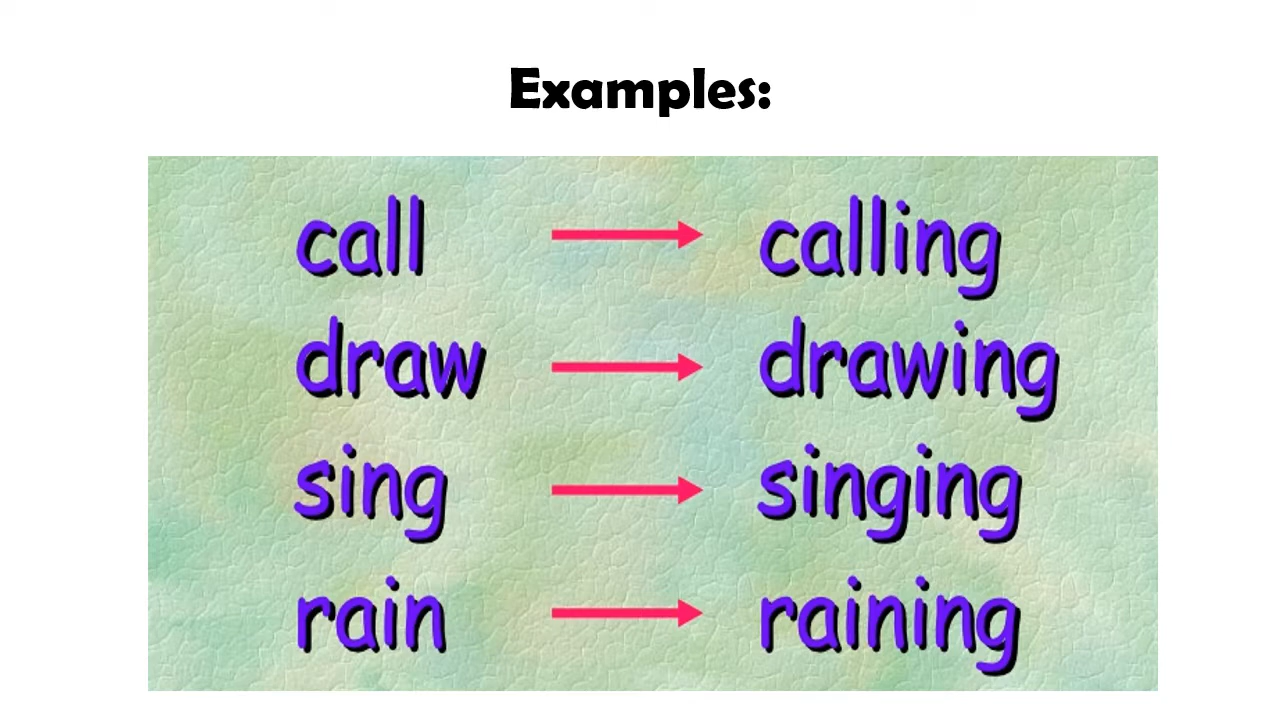 Examples:
call → calling
draw → drawing
sing → singing
rain → raining